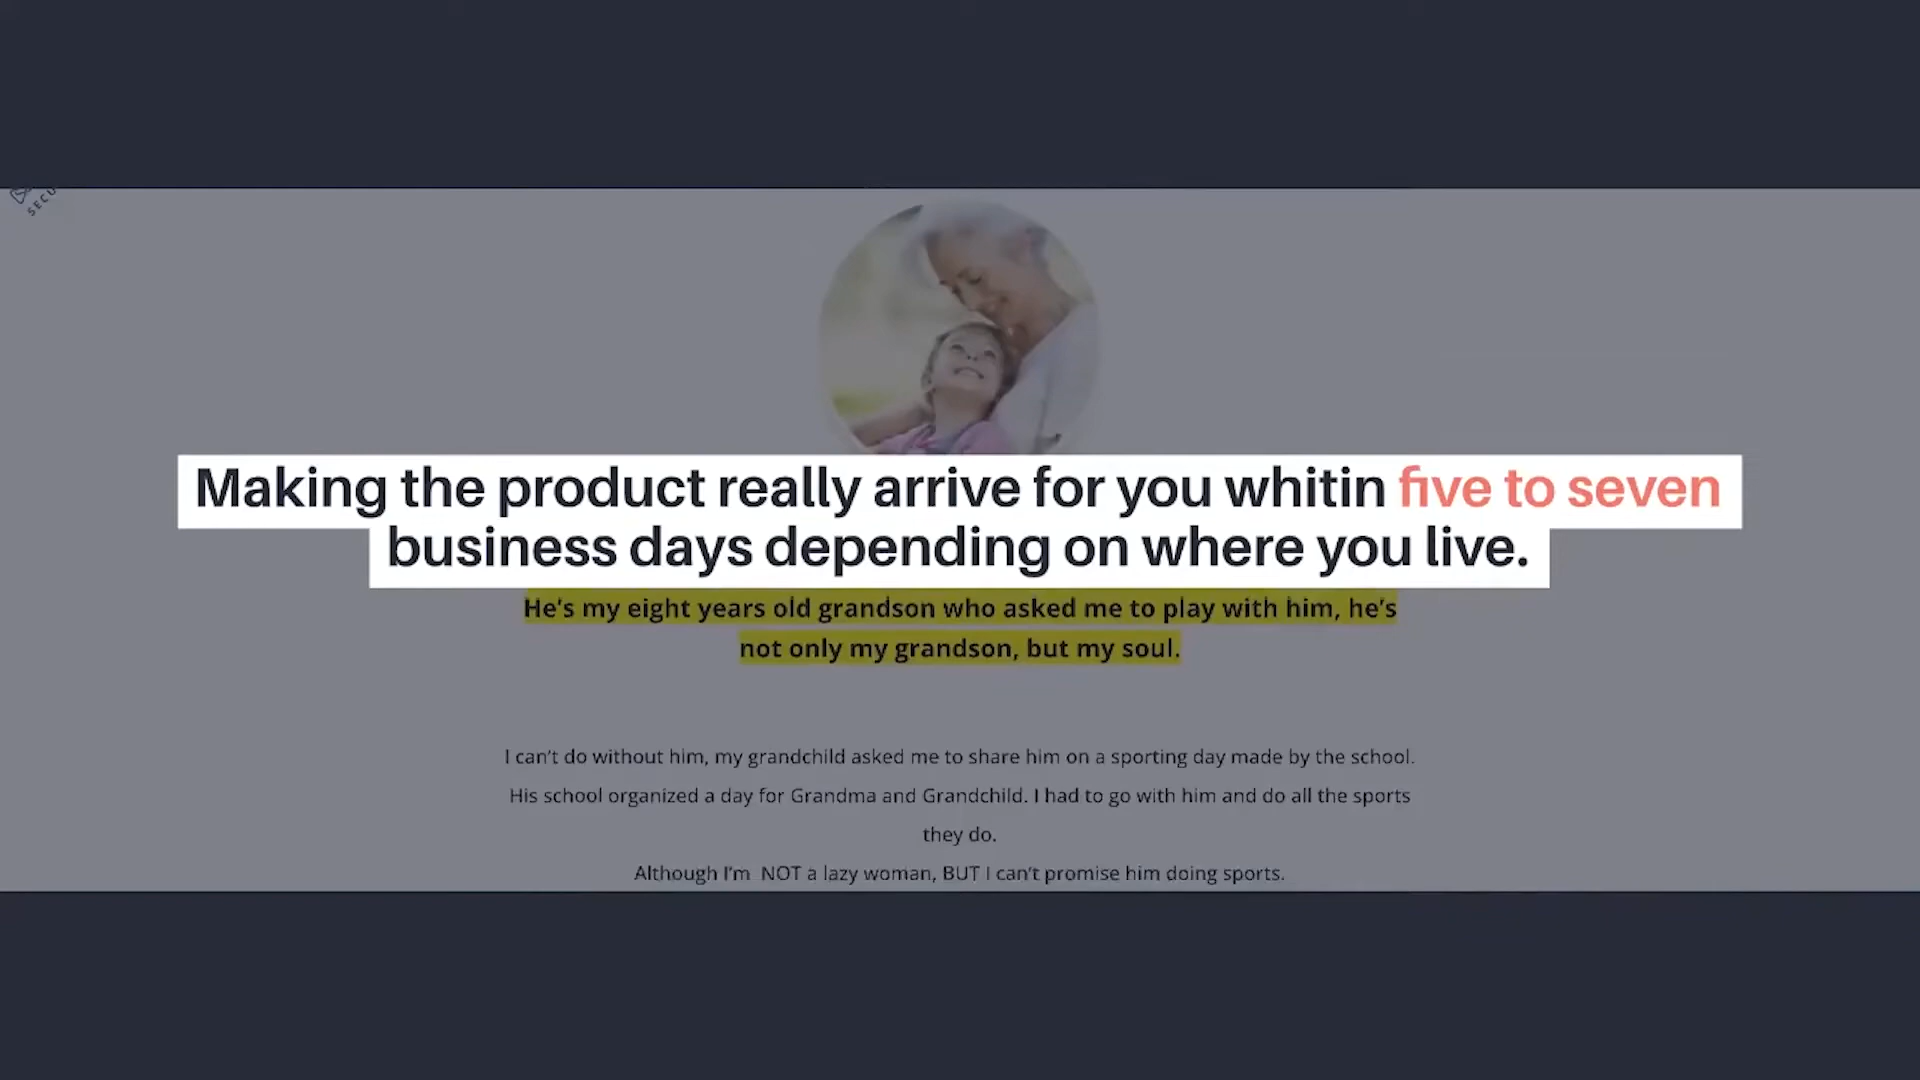 SECU
Making the product really arrive for you whitin five to seven
business days depending on where you live.
He's my eight years old grandson who asked me to play with him, he's
not only my grandson, but my soul.
I can't do without him, my grandchild asked me to share him on a sporting day made by the school.
His school organized a day for Grandma and Grandchild. I had to go with him and do all the sports
they do.
Although I'm NOT a lazy woman, BUT I can't promise him doing sports.